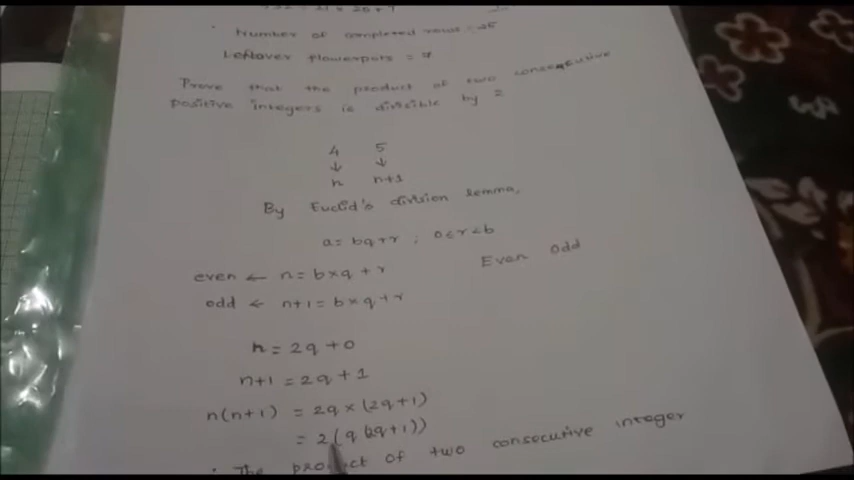 Number of completed rows = 25
Leftover flowerpots = 7
Prove that the product of two consecutive
positive integers is divisible by 2
4 5
↓ ↓
n n+1
By Euclid's division lemma,
a = bq+r ; 0≤r<b
even ← n = b×q + r Even odd
odd ← n+1 = b×q+r
n = 2q +0
n+1 = 2q +1
n(n+1) = 2q × (2q+1)
= 2(q (2q+1))
∴ The product of two consecutive integer